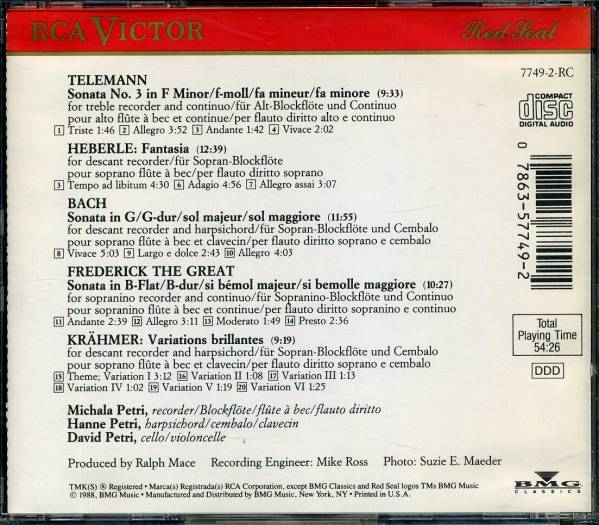 RCA VICTOR
Red Seal
7749-2-RC
COMPACT
disc
DIGITAL AUDIO
0 7863-57749-2
TELEMANN
Sonata No. 3 in F Minor/f-moll/fa mineur/fa minore (9:33)
for treble recorder and continuo/für Alt-Blockflöte und Continuo
pour alto flûte à bec et continue/per flauto diritto alto e continuo
1 Triste 1:46 2 Allegro 3:52 3 Andante 1:42 4 Vivace 2:02
HEBERLE: Fantasia (12:39)
for descant recorder/für Sopran-Blockflöte
pour soprano flûte à bec/per flauto diritto soprano
5 Tempo ad libitum 4:30 6 Adagio 4:56 7 Allegro assai 3:07
BACH
Sonata in G/G-dur/sol majeur/sol maggiore (11:55)
for descant recorder and harpsichord/für Sopran-Blockflöte und Cembalo
pour soprano flûte à bec et clavecin/per flauto diritto soprano e cembalo
8 Vivace 5:03 9 Largo e dolce 2:43 10 Allegro 4:03
FREDERICK THE GREAT
Sonata in B-Flat/B-dur/si bémol majeur/si bemolle maggiore (10:27)
for sopranino recorder and continuo/für Sopranino-Blockflöte und Continuo
pour sopranino flûte à bec et continue/per flauto diritto sopranino e continuo
11 Andante 2:39 12 Allegro 3:11 13 Moderato 1:49 14 Presto 2:36
KRÄHMER: Variations brillantes (9:19)
for descant recorder and harpsichord/für Sopran-Blockflöte und Cembalo
pour soprano flûte à bec et clavecin/per flauto diritto soprano e cembalo
15 Theme; Variation I 3:12 16 Variation II 1:08 17 Variation III 1:13
18 Variation IV 1:02 19 Variation V 1:19 20 Variation VI 1:25
Total
Playing Time
54:26
DDD
Michala Petri, recorder/Blockflöte/flûte à bec/flauto diritto
Hanne Petri, harpsichord/cembalo/clavecin
David Petri, cello/violoncelle
Produced by Ralph Mace Recording Engineer: Mike Ross Photo: Suzie E. Maeder
TMK(S) ® Registered • Marca(s) Registrada(s) RCA Corporation, except BMG Classics and Red Seal logos TMs BMG Music
© 1988, BMG Music • Manufactured and Distributed by BMG Music, New York, NY • Printed in U.S.A.
BMG
CLASSICS